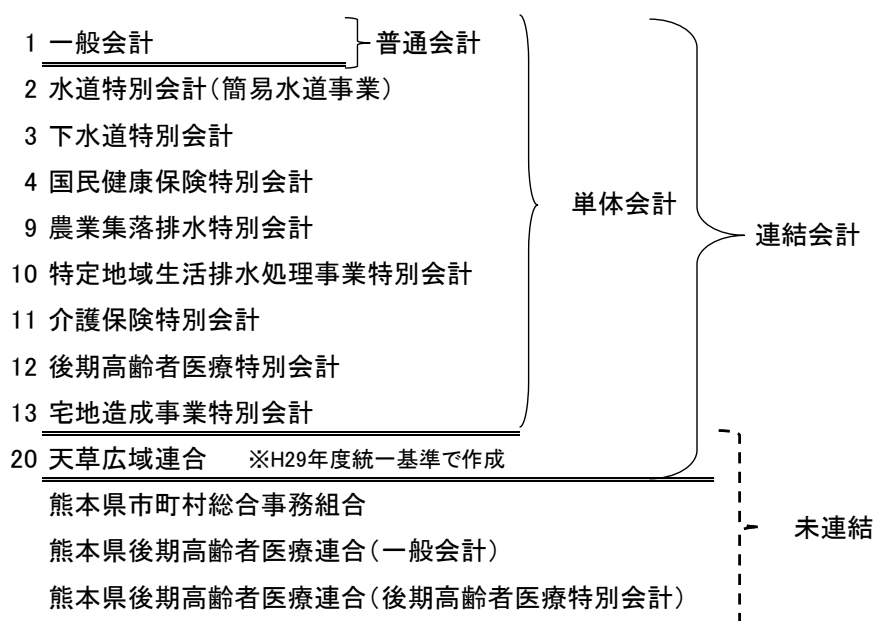 1 一般会計 普通会計
2 水道特別会計(簡易水道事業)
3 下水道特別会計
4 国民健康保険特別会計
単体会計
9 農業集落排水特別会計
連結会計
10 特定地域生活排水処理事業特別会計
11 介護保険特別会計
12 後期高齢者医療特別会計
13 宅地造成事業特別会計
20 天草広域連合 ※H29年度統一基準で作成
熊本県市町村総合事務組合
未連結
熊本県後期高齢者医療連合(一般会計)
熊本県後期高齢者医療連合(後期高齢者医療特別会計)